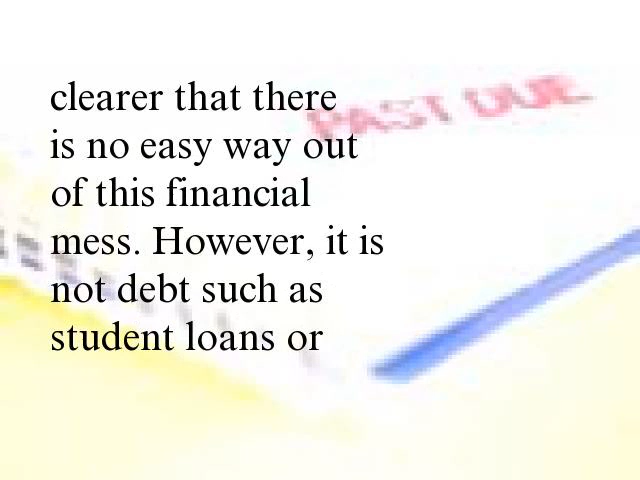 clearer that there
PAST DUE
is no easy way out
of this financial
mess. However, it is
not debt such as
student loans or